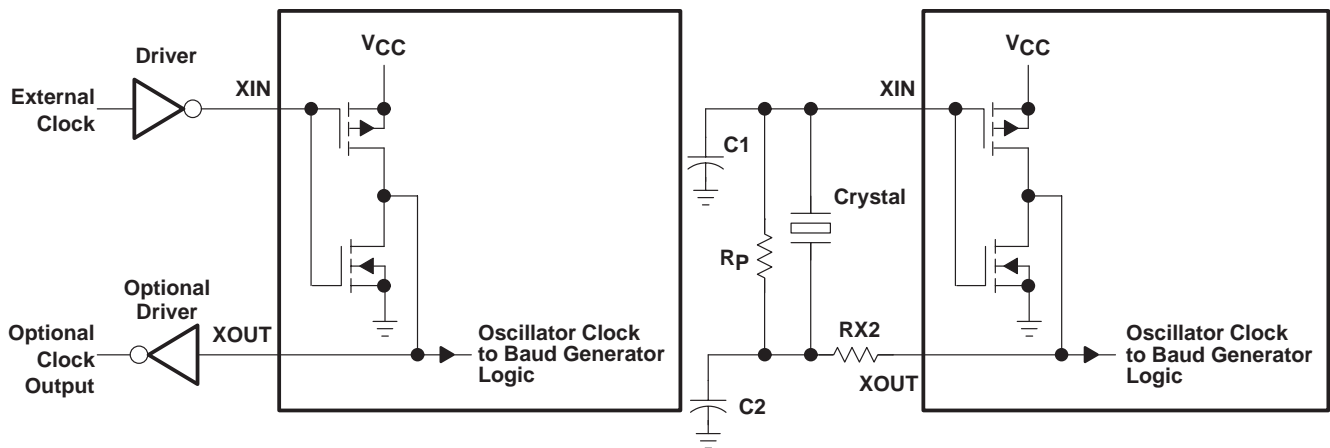 Driver
External
Clock
XIN
VCC
Optional
Driver
Optional
Clock
Output
XOUT
Oscillator Clock
to Baud Generator
Logic
C1
XIN
VCC
Crystal
RP
RX2
XOUT
C2
Oscillator Clock
to Baud Generator
Logic